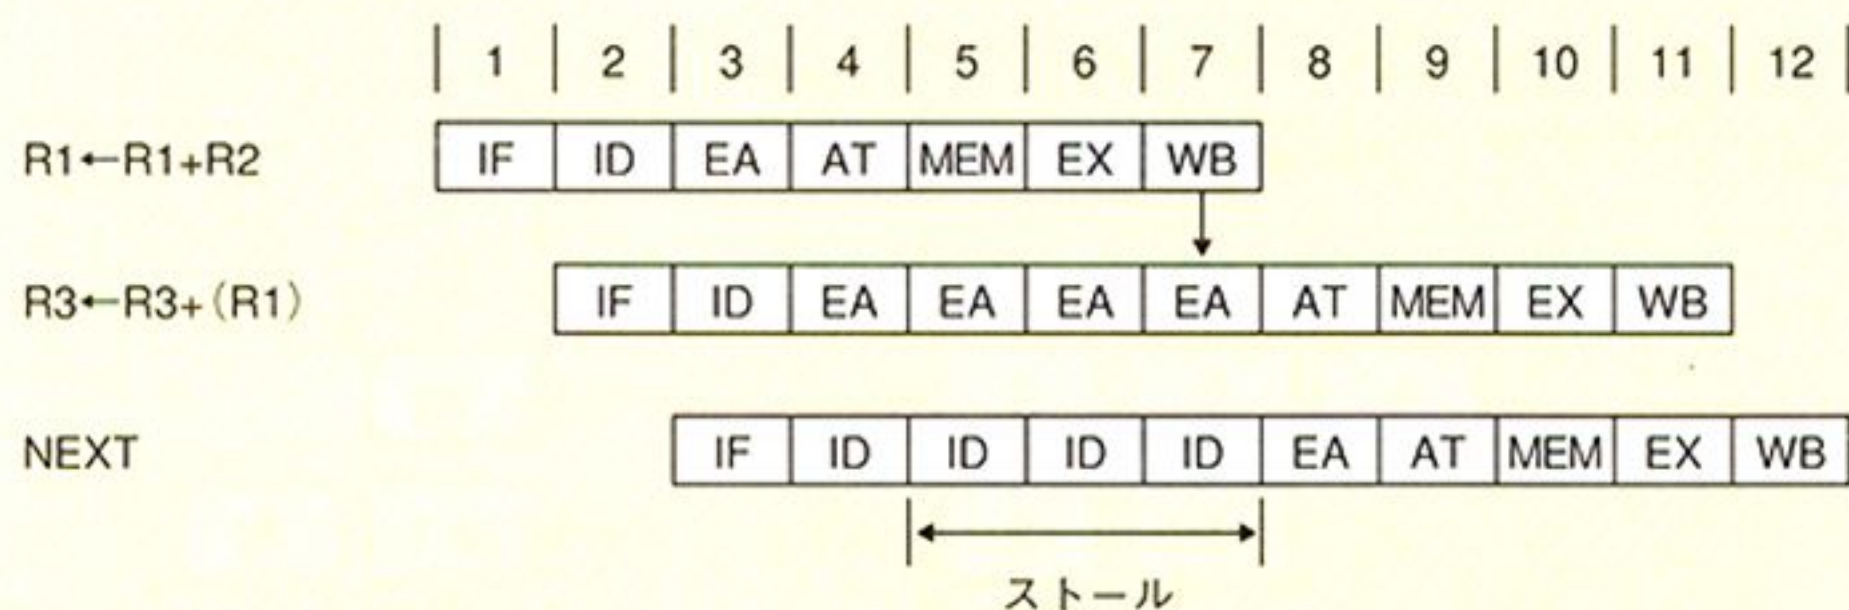 1 2 3 4 5 6 7 8 9 10 11 12
R1←R1+R2 IF ID EA AT MEM EX WB
R3←R3+(R1) IF ID EA EA EA EA AT MEM EX WB
NEXT IF ID ID ID ID EA AT MEM EX WB
ストール